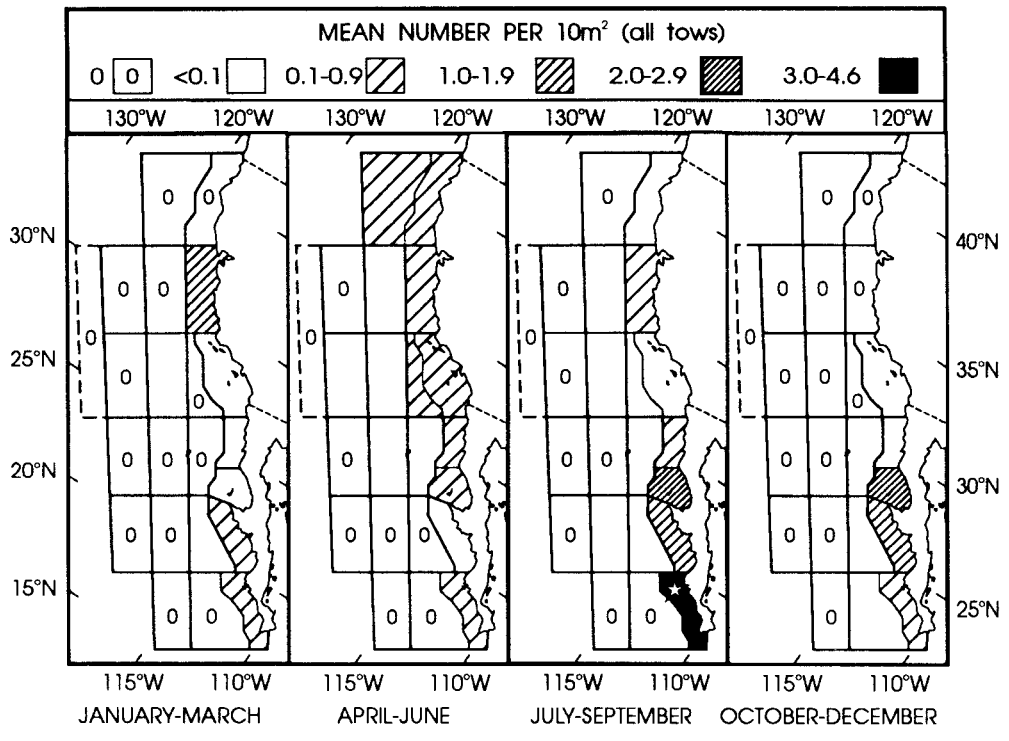 MEAN NUMBER PER 10m² (all tows)
0 0 <0.1 0.1-0.9 1.0-1.9 2.0-2.9 3.0-4.6
130°W 120°W 130°W 120°W 130°W 120°W 130°W 120°W
0 0 0 0 0
30°N 40°N
0 0 0 0 0 0 0
0 0 0 0
25°N 35°N
0 0 0 0
0 0
0 0 0 0 0 0 0 0
20°N 30°N
0 0 0 0 0 0 0 0
15°N 25°N
0 0 0 0 0 0 0
115°W 110°W 115°W 110°W 115°W 110°W 115°W 110°W
JANUARY-MARCH APRIL-JUNE JULY-SEPTEMBER OCTOBER-DECEMBER